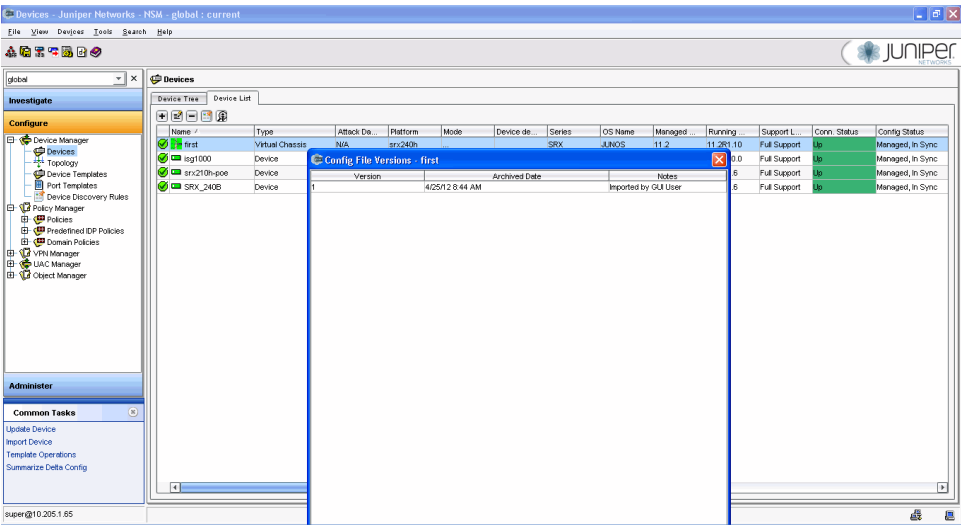 Devices - Juniper Networks - NSM - global : current
File View Devices Tools Search Help
JUNIPER
NETWORKS
global
Devices
Investigate
Device Tree Device List
Configure
Name / Type Attack Da... Platform Mode Device de... Series OS Name Managed ... Running ... Support L... Conn. Status Config Status
first Virtual Chassis N/A srx240h ... SRX JUNOS 11.2 11.2R1.10 Full Support Up Managed, In Sync
isg1000 Device 0.0 Full Support Up Managed, In Sync
srx210h-poe Device .6 Full Support Up Managed, In Sync
SRX_240B Device .6 Full Support Up Managed, In Sync
Device Manager
Devices
Topology
Device Templates
Port Templates
Device Discovery Rules
Policy Manager
Policies
Predefined IDP Policies
Domain Policies
VPN Manager
UAC Manager
Object Manager
Config File Versions - first
Version Archived Date Notes
1 4/25/12 8:44 AM Imported by GUI User
Administer
Common Tasks
Update Device
Import Device
Template Operations
Summarize Delta Config
super@10.205.1.65